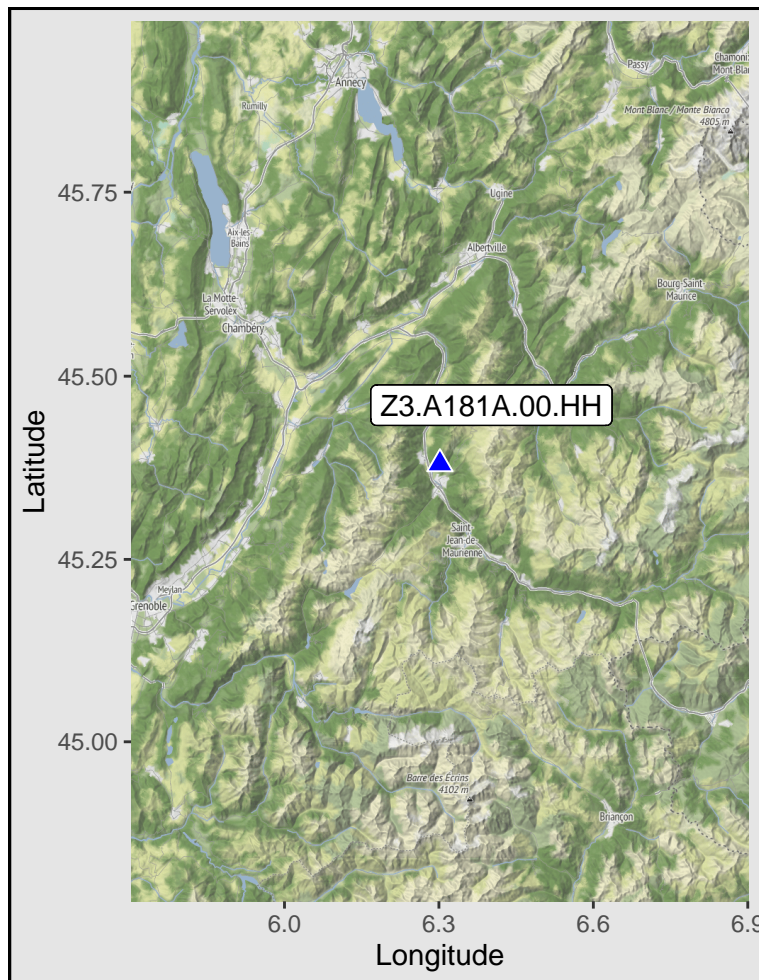 Annecy
Rumilly
Passy
Chamoni
Mont-Blan
Mont Blanc / Monte Bianco
4805 m
45.75
Ugine
Aix-les
Bains
Albertville
La Motte-
Servolex
Chambéry
Bourg-Saint-
Maurice
45.50
Z3.A181A.00.HH
Latitude
Saint
Jean-de-
Maurienne
45.25
Meylan
Grenoble
45.00
Barre des Écrins
4102 m
Briançon
6.0
6.3
6.6
6.9
Longitude